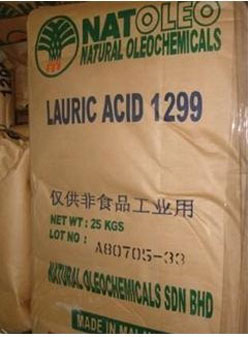 NATOLEO
NATURAL OLEOCHEMICALS
LAURIC ACID 1299
仅供非食品工业用
NET WT : 25 KGS
LOT NO :
A80705-33
NATURAL OLEOCHEMICALS SDN BHD
MADE IN